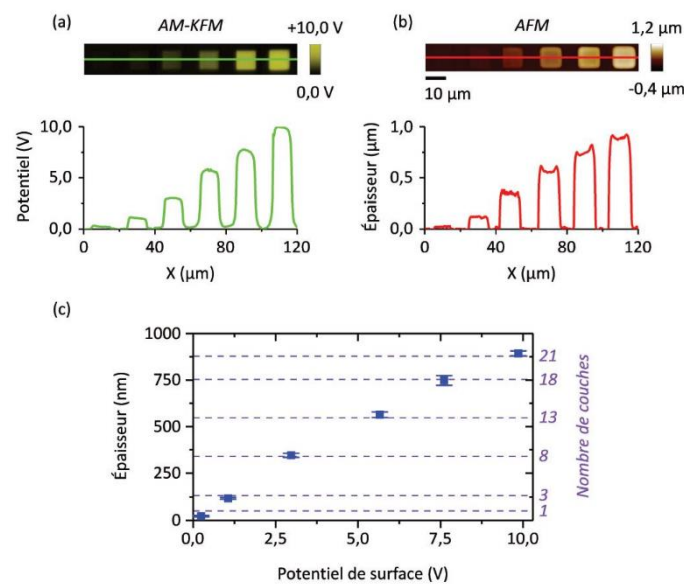 (a)
AM-KFM
+10,0 V
0,0 V
10,0
5,0
0,0
Potentiel (V)
0 40 80 120
X (µm)
(b)
AFM
1,2 µm
-0,4 µm
10 µm
1,0
0,5
0,0
Épaisseur (µm)
0 40 80 120
X (µm)
(c)
1000
750
500
250
0
Épaisseur (nm)
0,0 2,5 5,0 7,5 10,0
Potentiel de surface (V)
21
18
13
8
3
1
Nombre de couches